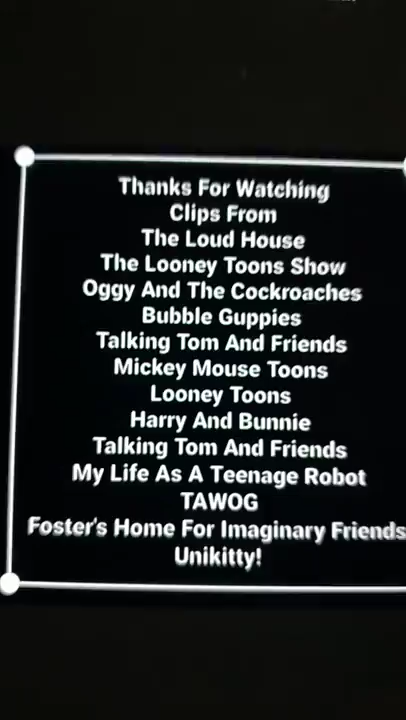 Thanks For Watching
Clips From
The Loud House
The Looney Toons Show
Oggy And The Cockroaches
Bubble Guppies
Talking Tom And Friends
Mickey Mouse Toons
Looney Toons
Harry And Bunnie
Talking Tom And Friends
My Life As A Teenage Robot
TAWOG
Foster's Home For Imaginary Friends
Unikitty!